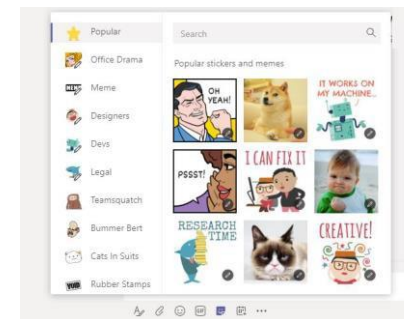 Popular
Office Drama
Meme
Designers
Devs
Legal
Teamsquatch
Bummer Bert
Cats In Suits
Rubber Stamps
Search
Popular stickers and memes
OH
YEAH!
IT WORKS ON
MY MACHINE...
PSSST!
I CAN FIX IT
RESEARCH
TIME
CREATIVE!
GIF